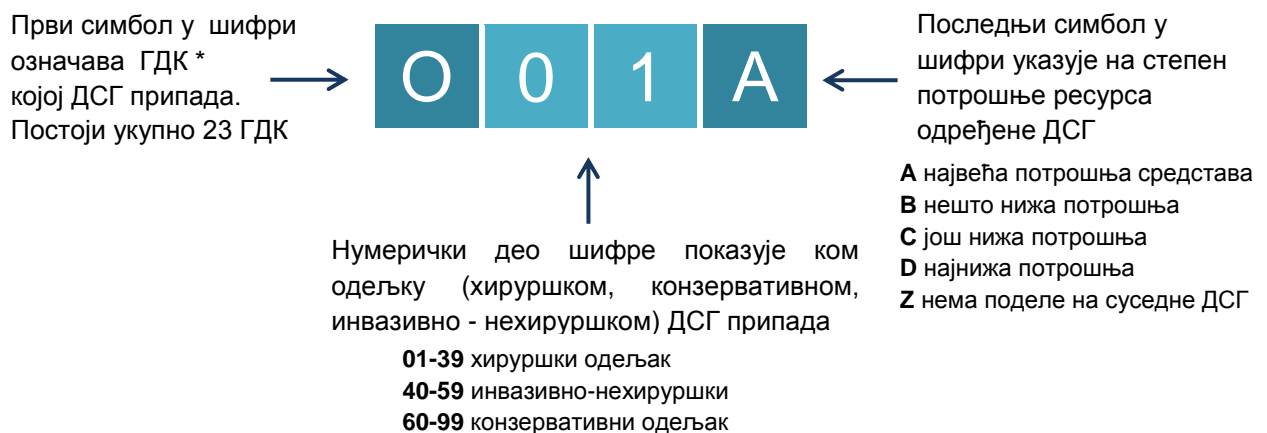 Први симбол у шифри
означава ГДК *
којој ДСГ припада.
Постоји укупно 23 ГДК
O 0 1 A
Последњи симбол у
шифри указује на степен
потрошње ресурса
одређене ДСГ
A највећа потрошња средстава
B нешто нижа потрошња
C још нижа потрошња
D најнижа потрошња
Z нема поделе на суседне ДСГ
Нумерички део шифре показује ком
одељку (хируршком, конзервативном,
инвазивно - нехируршком) ДСГ припада
01-39 хируршки одељак
40-59 инвазивно-нехируршки
60-99 конзервативни одељак